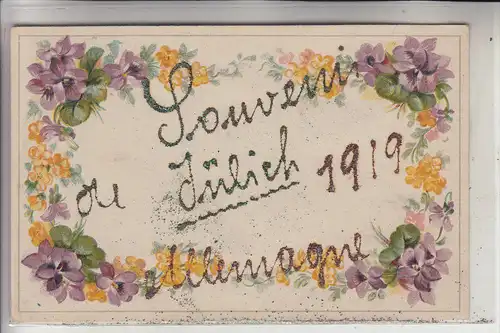 Souvenir
de Jülich 1919
Allemagne